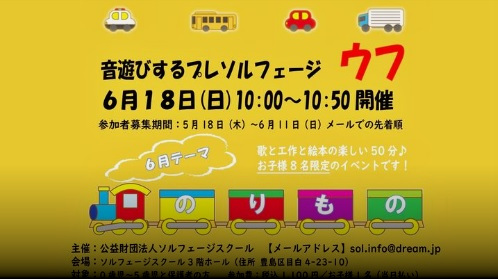 音遊びするプレソルフェージ ウフ
6月18日(日)10:00～10:50開催
参加者募集期間：5月18日(木)～6月11日(日)メールでの先着順
6月テーマ
歌と工作と絵本の楽しい50分♪
お子様8名限定のイベントです！
のりもの
主催：公益財団法人ソルフェージスクール 【メールアドレス】sol.info@dream.jp
会場：ソルフェージスクール3階ホール（住所 豊島区目白4-23-10）